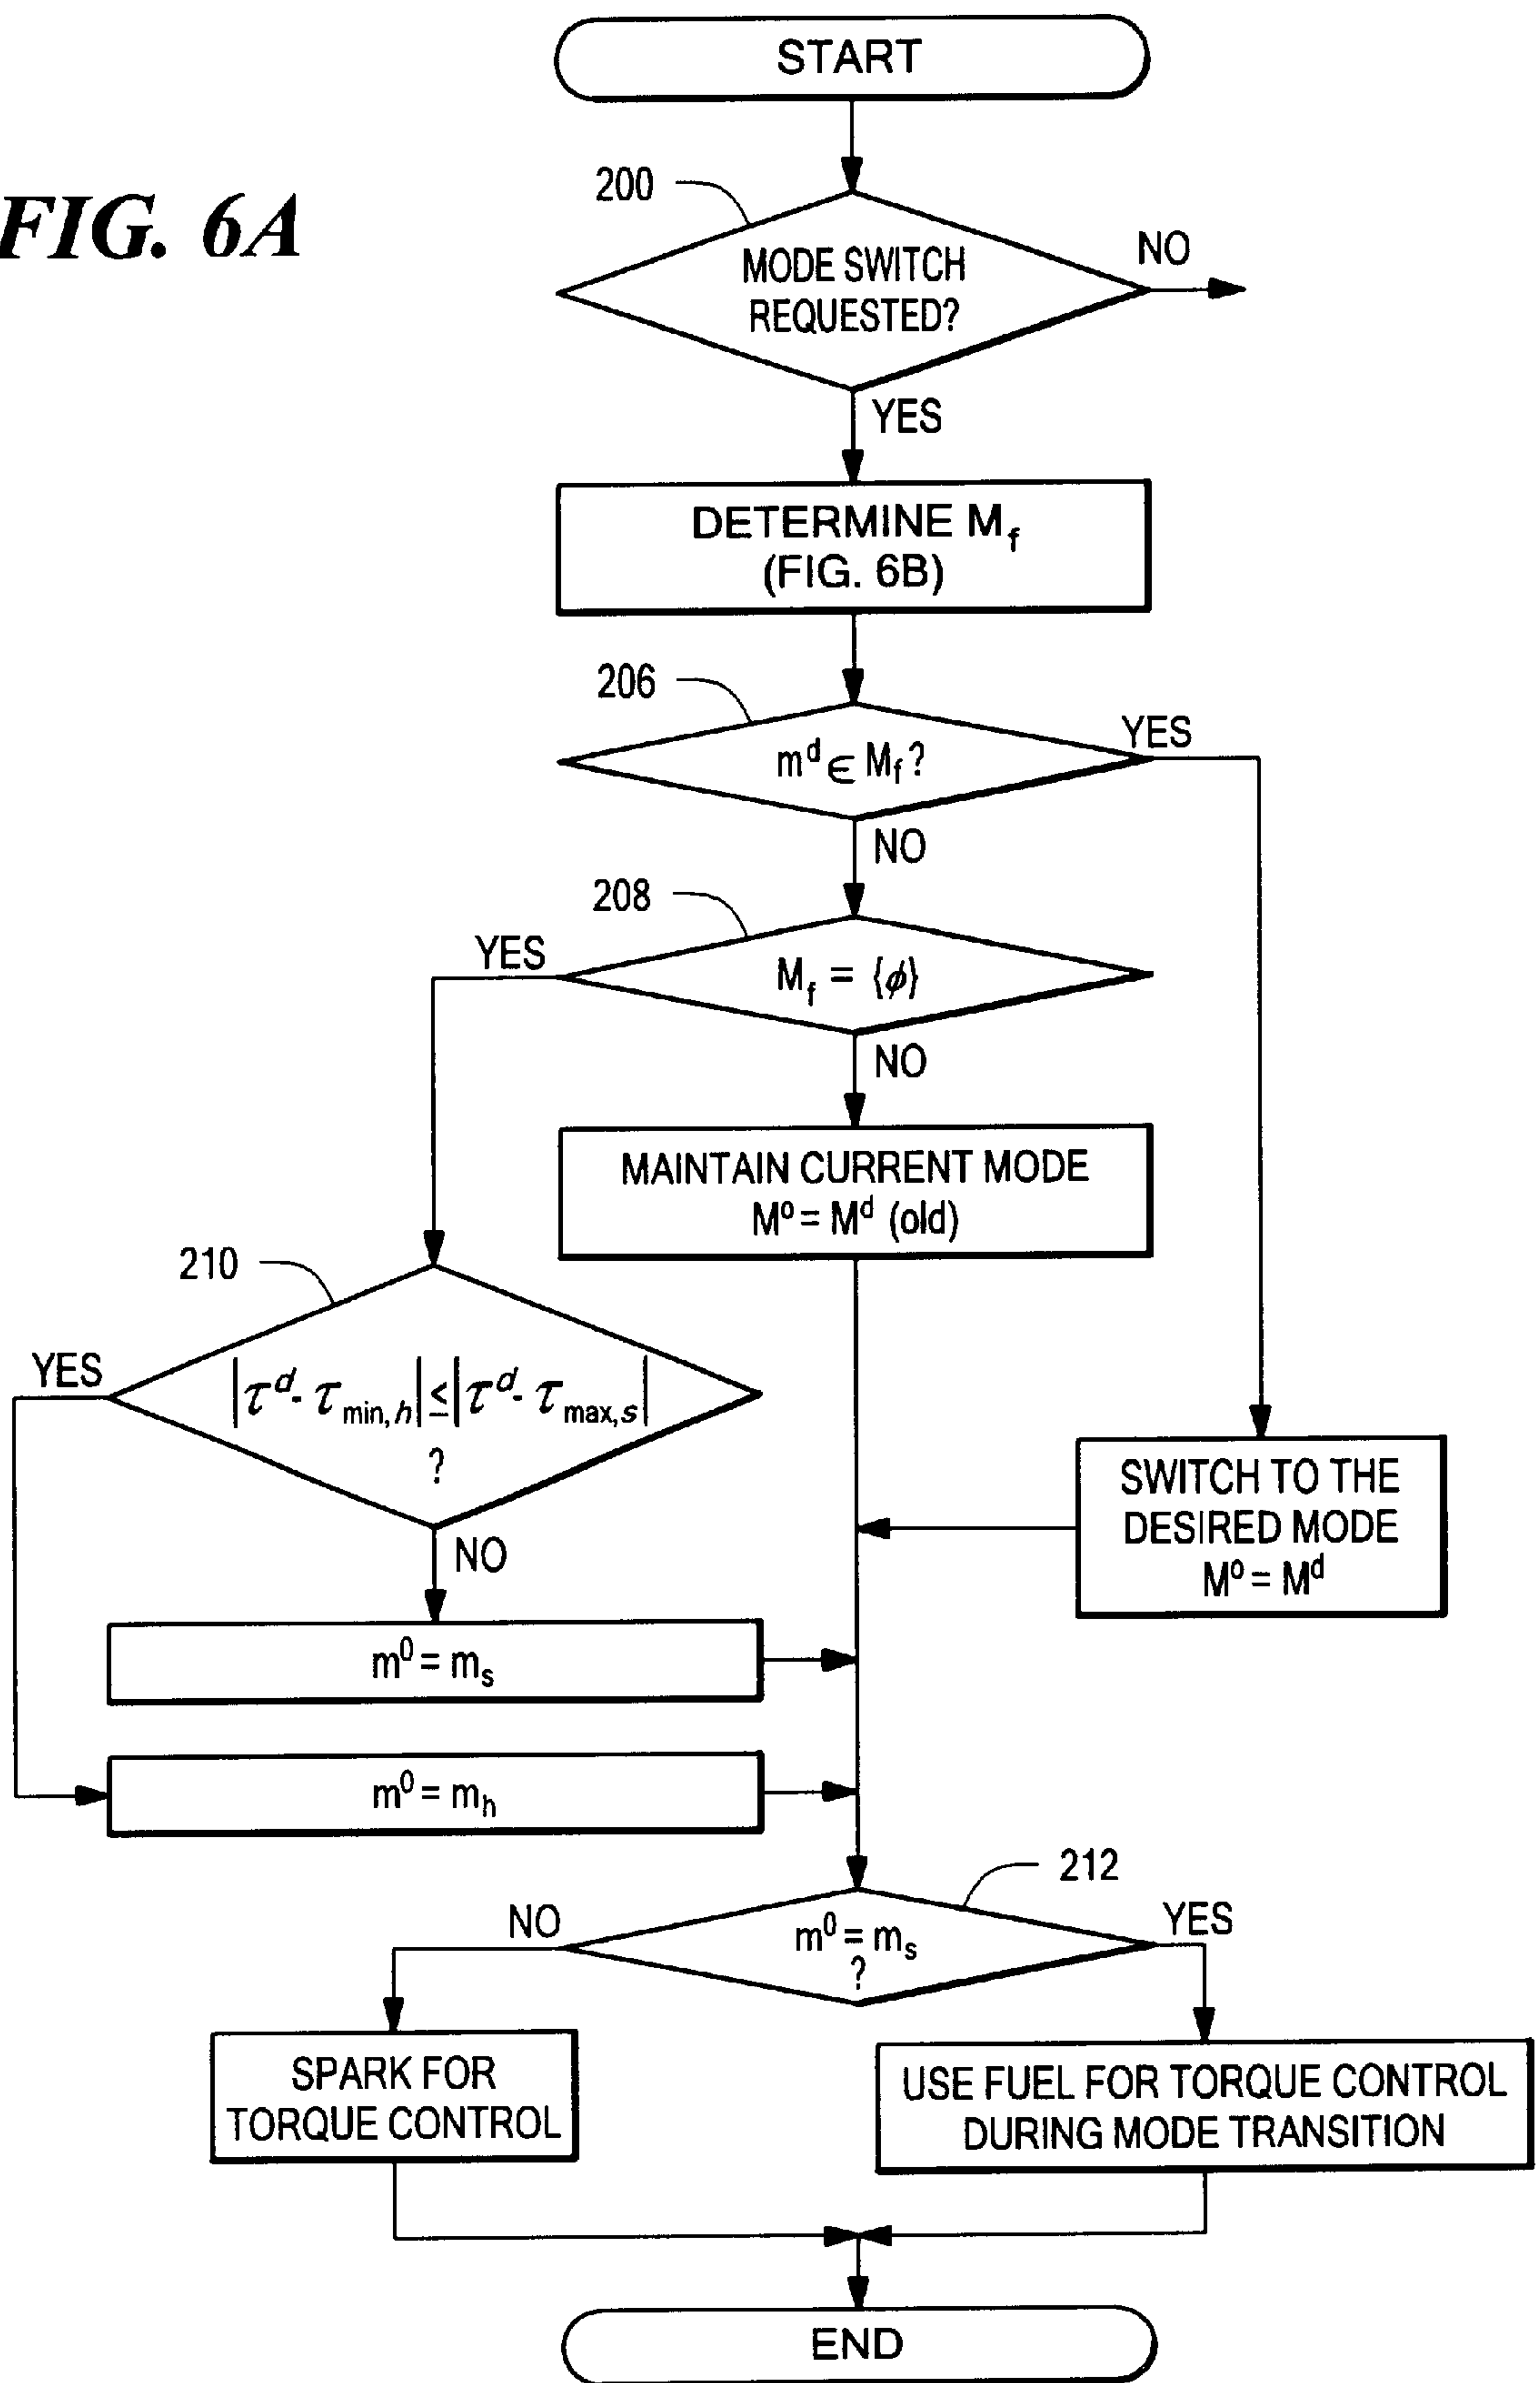 START
FIG. 6A
200
MODE SWITCH
REQUESTED?
NO
YES
DETERMINE M_f
(FIG. 6B)
206
m^d ∈ M_f?
YES
NO
208
YES
M_f = {ϕ}
NO
MAINTAIN CURRENT MODE
M^o = M^d (old)
210
YES
|τ^d - τ_min,h| ≤ |τ^d - τ_max,s|
?
NO
SWITCH TO THE
DESIRED MODE
M^o = M^d
m^0 = m_s
m^0 = m_h
212
NO
m^0 = m_s
?
YES
SPARK FOR
TORQUE CONTROL
USE FUEL FOR TORQUE CONTROL
DURING MODE TRANSITION
END